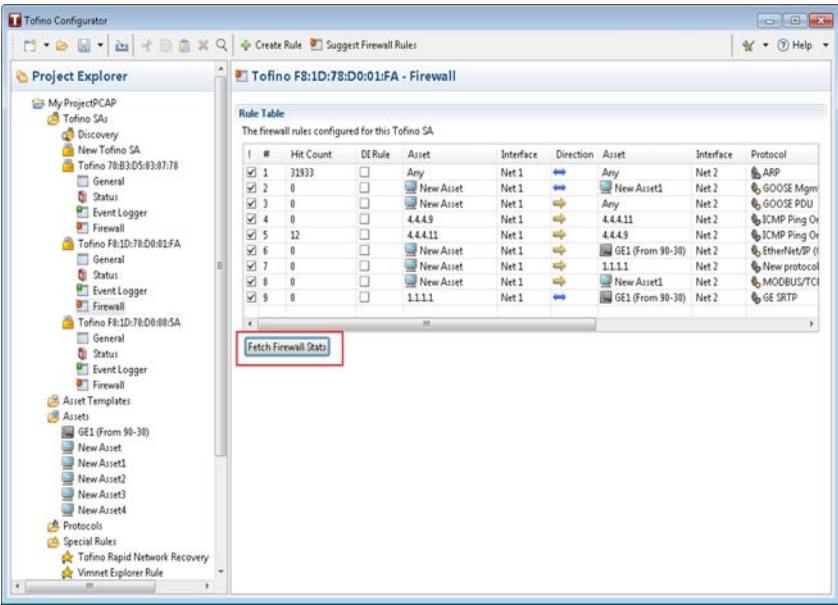 Tofino Configurator
Create Rule Suggest Firewall Rules Help
Project Explorer
My ProjectPCAP
Tofino SAs
Discovery
New Tofino SA
Tofino 70:B3:D5:83:87:78
General
Status
Event Logger
Firewall
Tofino F8:1D:78:D0:01:FA
General
Status
Event Logger
Firewall
Tofino F8:1D:78:D0:08:5A
General
Status
Event Logger
Firewall
Asset Templates
Assets
GE1 (From 90-30)
New Asset
New Asset1
New Asset2
New Asset3
New Asset4
Protocols
Special Rules
Tofino Rapid Network Recovery
Vimnet Explorer Rule
Tofino F8:1D:78:D0:01:FA - Firewall
Rule Table
The firewall rules configured for this Tofino SA
! # Hit Count DI Rule Asset Interface Direction Asset Interface Protocol
1 31933 Any Net 1 Any Net 2 ARP
2 0 New Asset Net 1 New Asset1 Net 2 GOOSE Mgm
3 0 New Asset Net 1 Any Net 2 GOOSE PDU
4 0 4.4.4.9 Net 1 4.4.4.11 Net 2 ICMP Ping Or
5 12 4.4.4.11 Net 1 4.4.4.9 Net 2 ICMP Ping Or
6 0 New Asset Net 1 GE1 (From 90-30) Net 2 EtherNet/IP (
7 0 New Asset Net 1 1.1.1.1 Net 2 New protocol
8 0 New Asset Net 1 New Asset1 Net 2 MODBUS/TCI
9 0 1.1.1.1 Net 1 GE1 (From 90-30) Net 2 GE SRTP
Fetch Firewall Stats